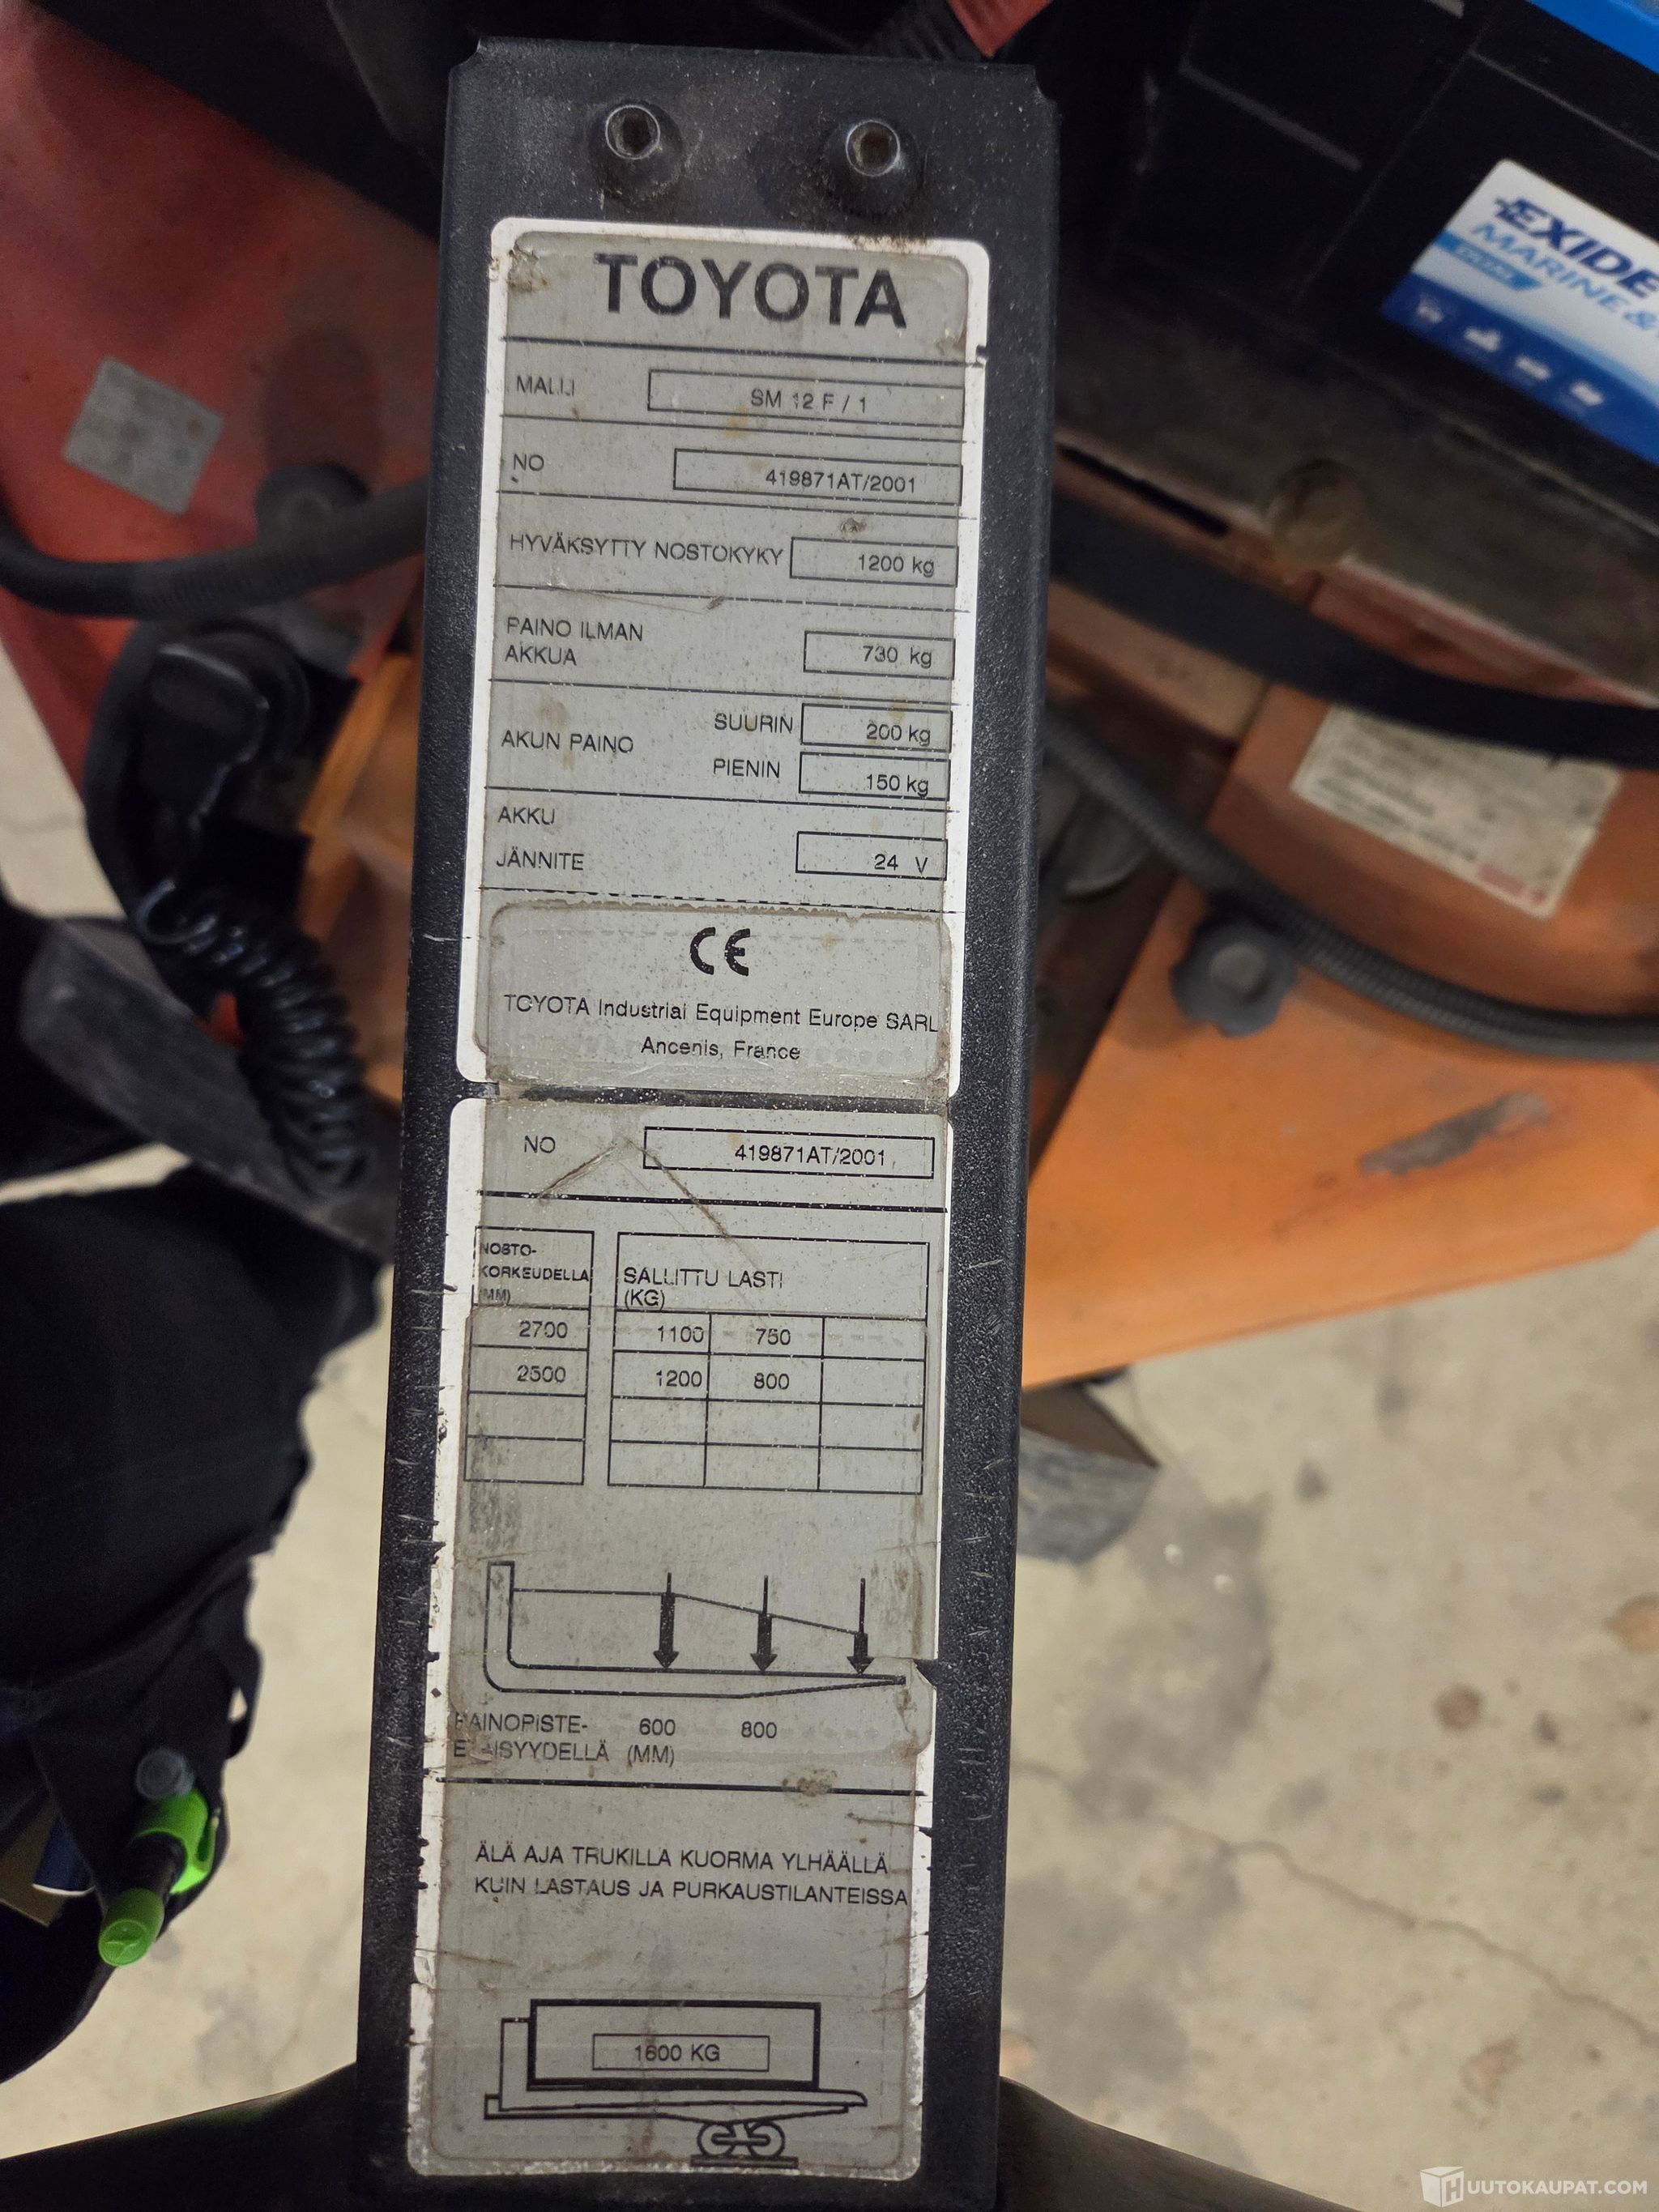 TOYOTA
MALLI SM 12 F / 1
NO 419871AT/2001
HYVÄKSYTTY NOSTOKYKY 1200 kg
PAINO ILMAN
AKKUA 730 kg
AKUN PAINO SUURIN 200 kg
PIENIN 150 kg
AKKU
JÄNNITE 24 V
CE
TOYOTA Industrial Equipment Europe SARL
Ancenis, France
NO 419871AT/2001
NOSTO-
KORKEUDELLA
(MM)
SALLITTU LASTI
(KG)
2700 1100 750
2500 1200 800
PAINOPISTE- 600 800
ETÄISYYDELLÄ (MM)
ÄLÄ AJA TRUKILLA KUORMA YLHÄÄLLÄ
KUIN LASTAUS JA PURKAUSTILANTEISSA
1600 KG
EXIDE
MARINE &
HUUTOKAUPAT.COM